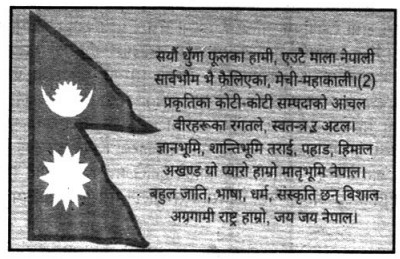 सयौं थुँगा फूलका हामी, एउटै माला नेपाली
सार्वभौम भै फैलिएका, मेची-महाकाली।(2)
प्रकृतिका कोटी-कोटी सम्पदाको आंचल
वीरहरूका रगतले, स्वतन्त्र र अटल।
ज्ञानभूमि, शान्तिभूमि तराई, पहाड, हिमाल
अखण्ड यो प्यारो हाम्रो मातृभूमि नेपाल।
बहुल जाति, भाषा, धर्म, संस्कृति छन् विशाल
अग्रगामी राष्ट्र हाम्रो, जय जय नेपाल।